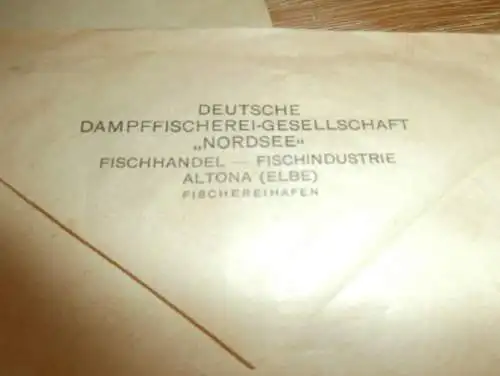 DEUTSCHE
DAMPFFISCHEREI-GESELLSCHAFT
„NORDSEE“
FISCHHANDEL — FISCHINDUSTRIE
ALTONA (ELBE)
FISCHEREIHAFEN